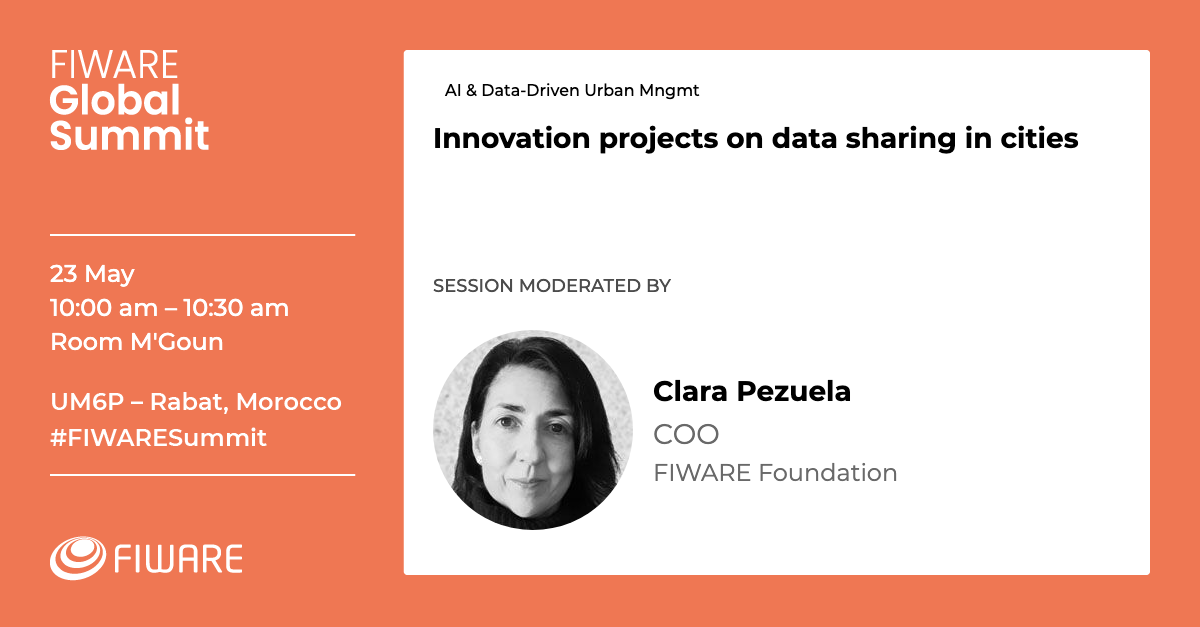 FIWARE
Global
Summit
23 May
10:00 am – 10:30 am
Room M'Goun
UM6P – Rabat, Morocco
#FIWARESummit
FIWARE
AI & Data-Driven Urban Mngmt
Innovation projects on data sharing in cities
SESSION MODERATED BY
Clara Pezuela
COO
FIWARE Foundation